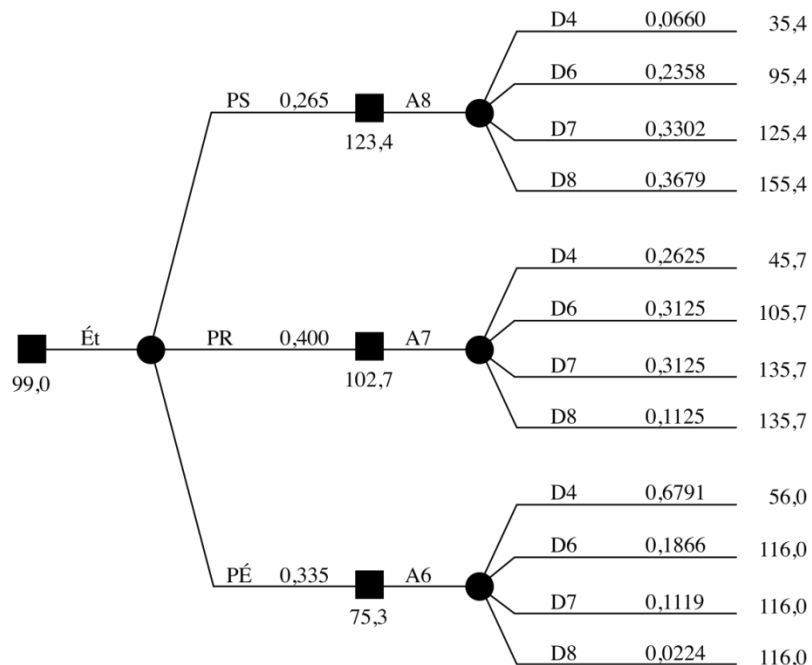 D4 0,0660 35,4
D6 0,2358 95,4
PS 0,265 A8
D7 0,3302 125,4
123,4
D8 0,3679 155,4
D4 0,2625 45,7
D6 0,3125 105,7
Ét PR 0,400 A7
D7 0,3125 135,7
99,0 102,7
D8 0,1125 135,7
D4 0,6791 56,0
D6 0,1866 116,0
PÉ 0,335 A6
D7 0,1119 116,0
75,3
D8 0,0224 116,0